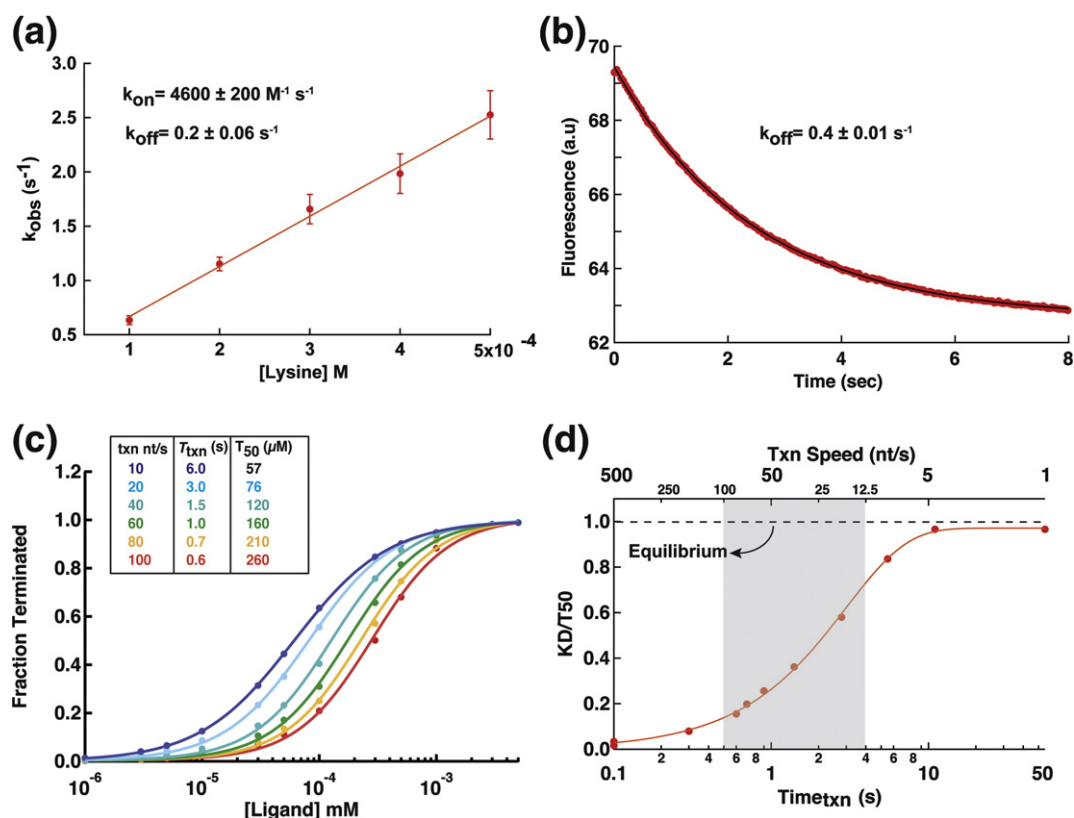 (a)
3.0
2.5
2.0
1.5
1.0
0.5
kobs (s-1)
kon= 4600 ± 200 M-1 s-1
koff= 0.2 ± 0.06 s-1
1 2 3 4 5x10 -4
[Lysine] M
(b)
70
68
66
64
62
Fluorescence (a.u)
koff= 0.4 ± 0.01 s-1
0 2 4 6 8
Time (sec)
(c)
txn nt/s Ttxn (s) T50 (µM)
10 6.0 57
20 3.0 76
40 1.5 120
60 1.0 160
80 0.7 210
100 0.6 260
1.2
1.0
0.8
0.6
0.4
0.2
0.0
Fraction Terminated
10-6 10-5 10-4 10-3
[Ligand] mM
(d)
Txn Speed (nt/s)
500 250 100 50 25 12.5 5 1
1.0
0.8
0.6
0.4
0.2
0.0
KD/T50
Equilibrium
0.1 2 4 6 8 1 2 4 6 8 10 50
Timetxn (s)